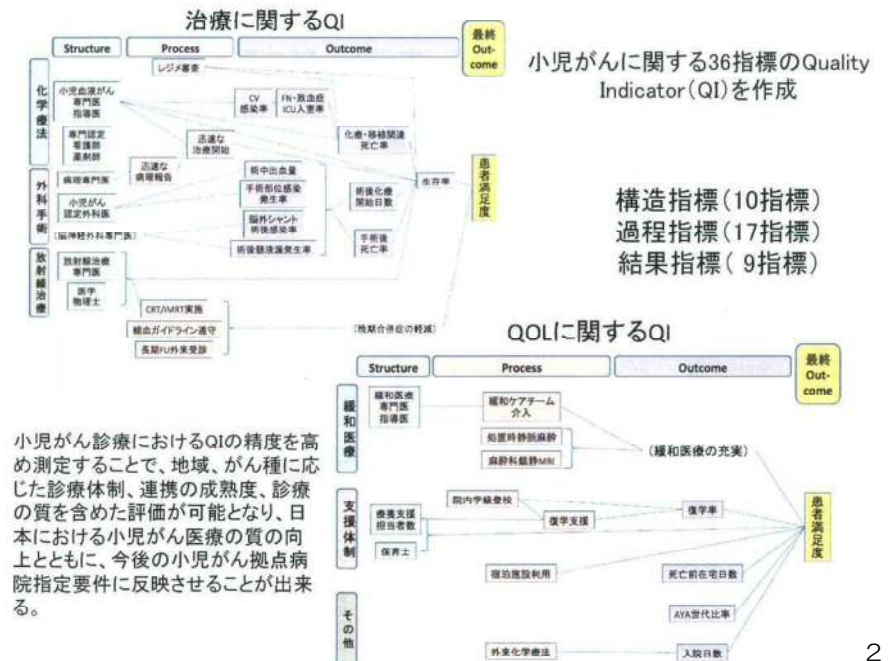 治療に関するQI
Structure
Process
Outcome
最終
Out-
come
化学療法
外科手術
放射線治療
レジメ審査
小児血液がん
専門医
指導医
CV
感染率
FN・敗血症
ICU入室率
専門認定
看護師
薬剤師
迅速な
治療開始
化療・移植関連
死亡率
病理専門医
迅速な
病理報告
術中出血量
手術部位感染
発生率
術後化療
開始日数
生存率
患者満足度
小児がん
認定外科医
(脳神経外科専門医)
脳外シャント
術後感染率
術後髄液漏発生率
手術後
死亡率
放射線治療
専門医
医学
物理士
CRT/IMRT実施
輸血ガイドライン遵守
長期FU外来受診
(晩期合併症の軽減)
小児がんに関する36指標のQuality
Indicator(QI)を作成
構造指標(10指標)
過程指標(17指標)
結果指標( 9指標)
QOLに関するQI
Structure
Process
Outcome
最終
Out-
come
緩和医療
支援体制
その他
緩和医療
専門医
指導医
緩和ケアチーム
介入
処置時静脈麻酔
麻酔科鎮静MRI
(緩和医療の充実)
院内学級登校
療養支援
担当者数
復学支援
復学率
保育士
宿泊施設利用
死亡前在宅日数
AYA世代比率
外来化学療法
入院日数
患者満足度
小児がん診療におけるQIの精度を高
め測定することで、地域、がん種に応
じた診療体制、連携の成熟度、診療
の質を含めた評価が可能となり、日
本における小児がん医療の質の向
上とともに、今後の小児がん拠点病
院指定要件に反映させることが出来
る。
2